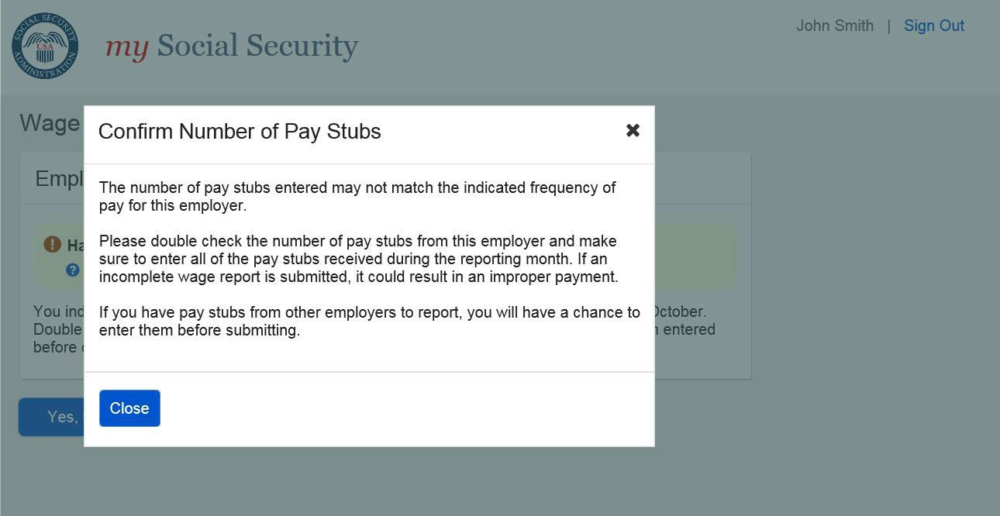 SOCIAL SECURITY
USA
ADMINISTRATION
my Social Security
John Smith | Sign Out
Wage
Confirm Number of Pay Stubs
The number of pay stubs entered may not match the indicated frequency of
pay for this employer.
Please double check the number of pay stubs from this employer and make
sure to enter all of the pay stubs received during the reporting month. If an
incomplete wage report is submitted, it could result in an improper payment.
If you have pay stubs from other employers to report, you will have a chance to
enter them before submitting.
Close
You
October.
Double
entered
before
Yes,